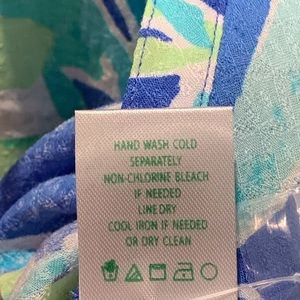 HAND WASH COLD
SEPARATELY
NON-CHLORINE BLEACH
IF NEEDED
LINE DRY
COOL IRON IF NEEDED
OR DRY CLEAN